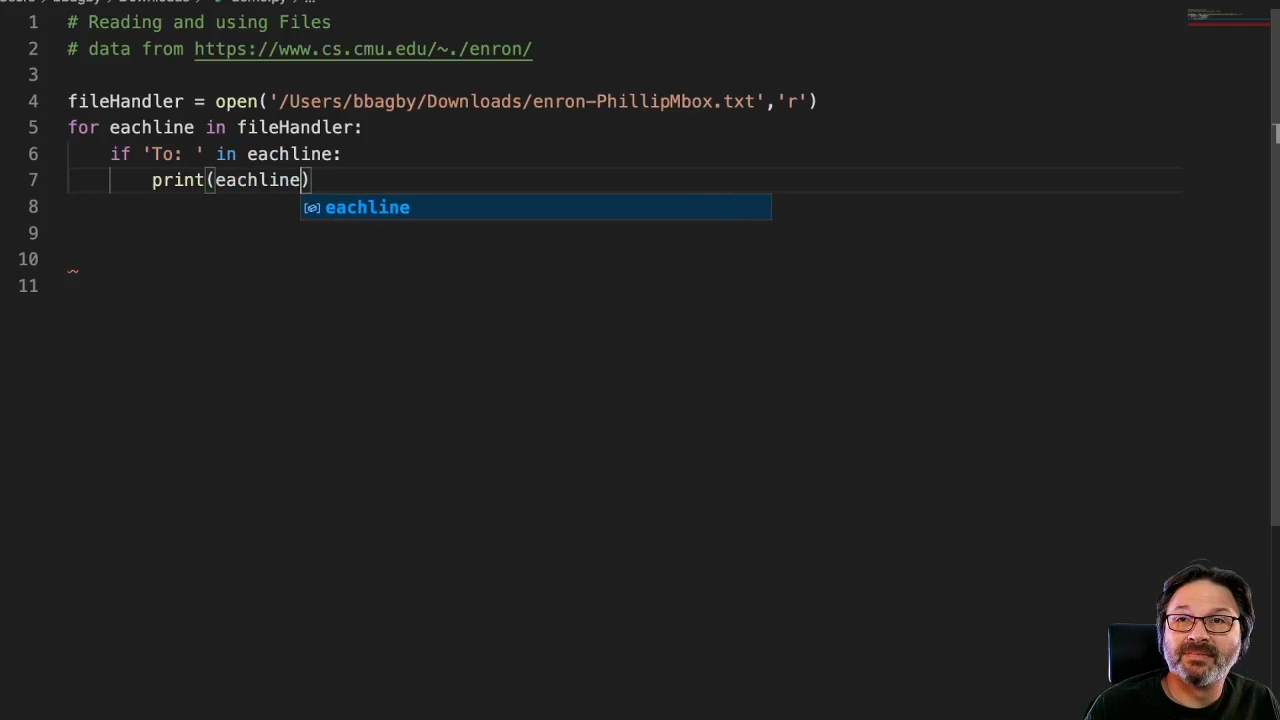 1 # Reading and using Files
2 # data from https://www.cs.cmu.edu/~./enron/
3
4 fileHandler = open('/Users/bbagby/Downloads/enron-PhillipMbox.txt','r')
5 for eachline in fileHandler:
6 if 'To: ' in eachline:
7 print(eachline)
8 eachline
9
10
11